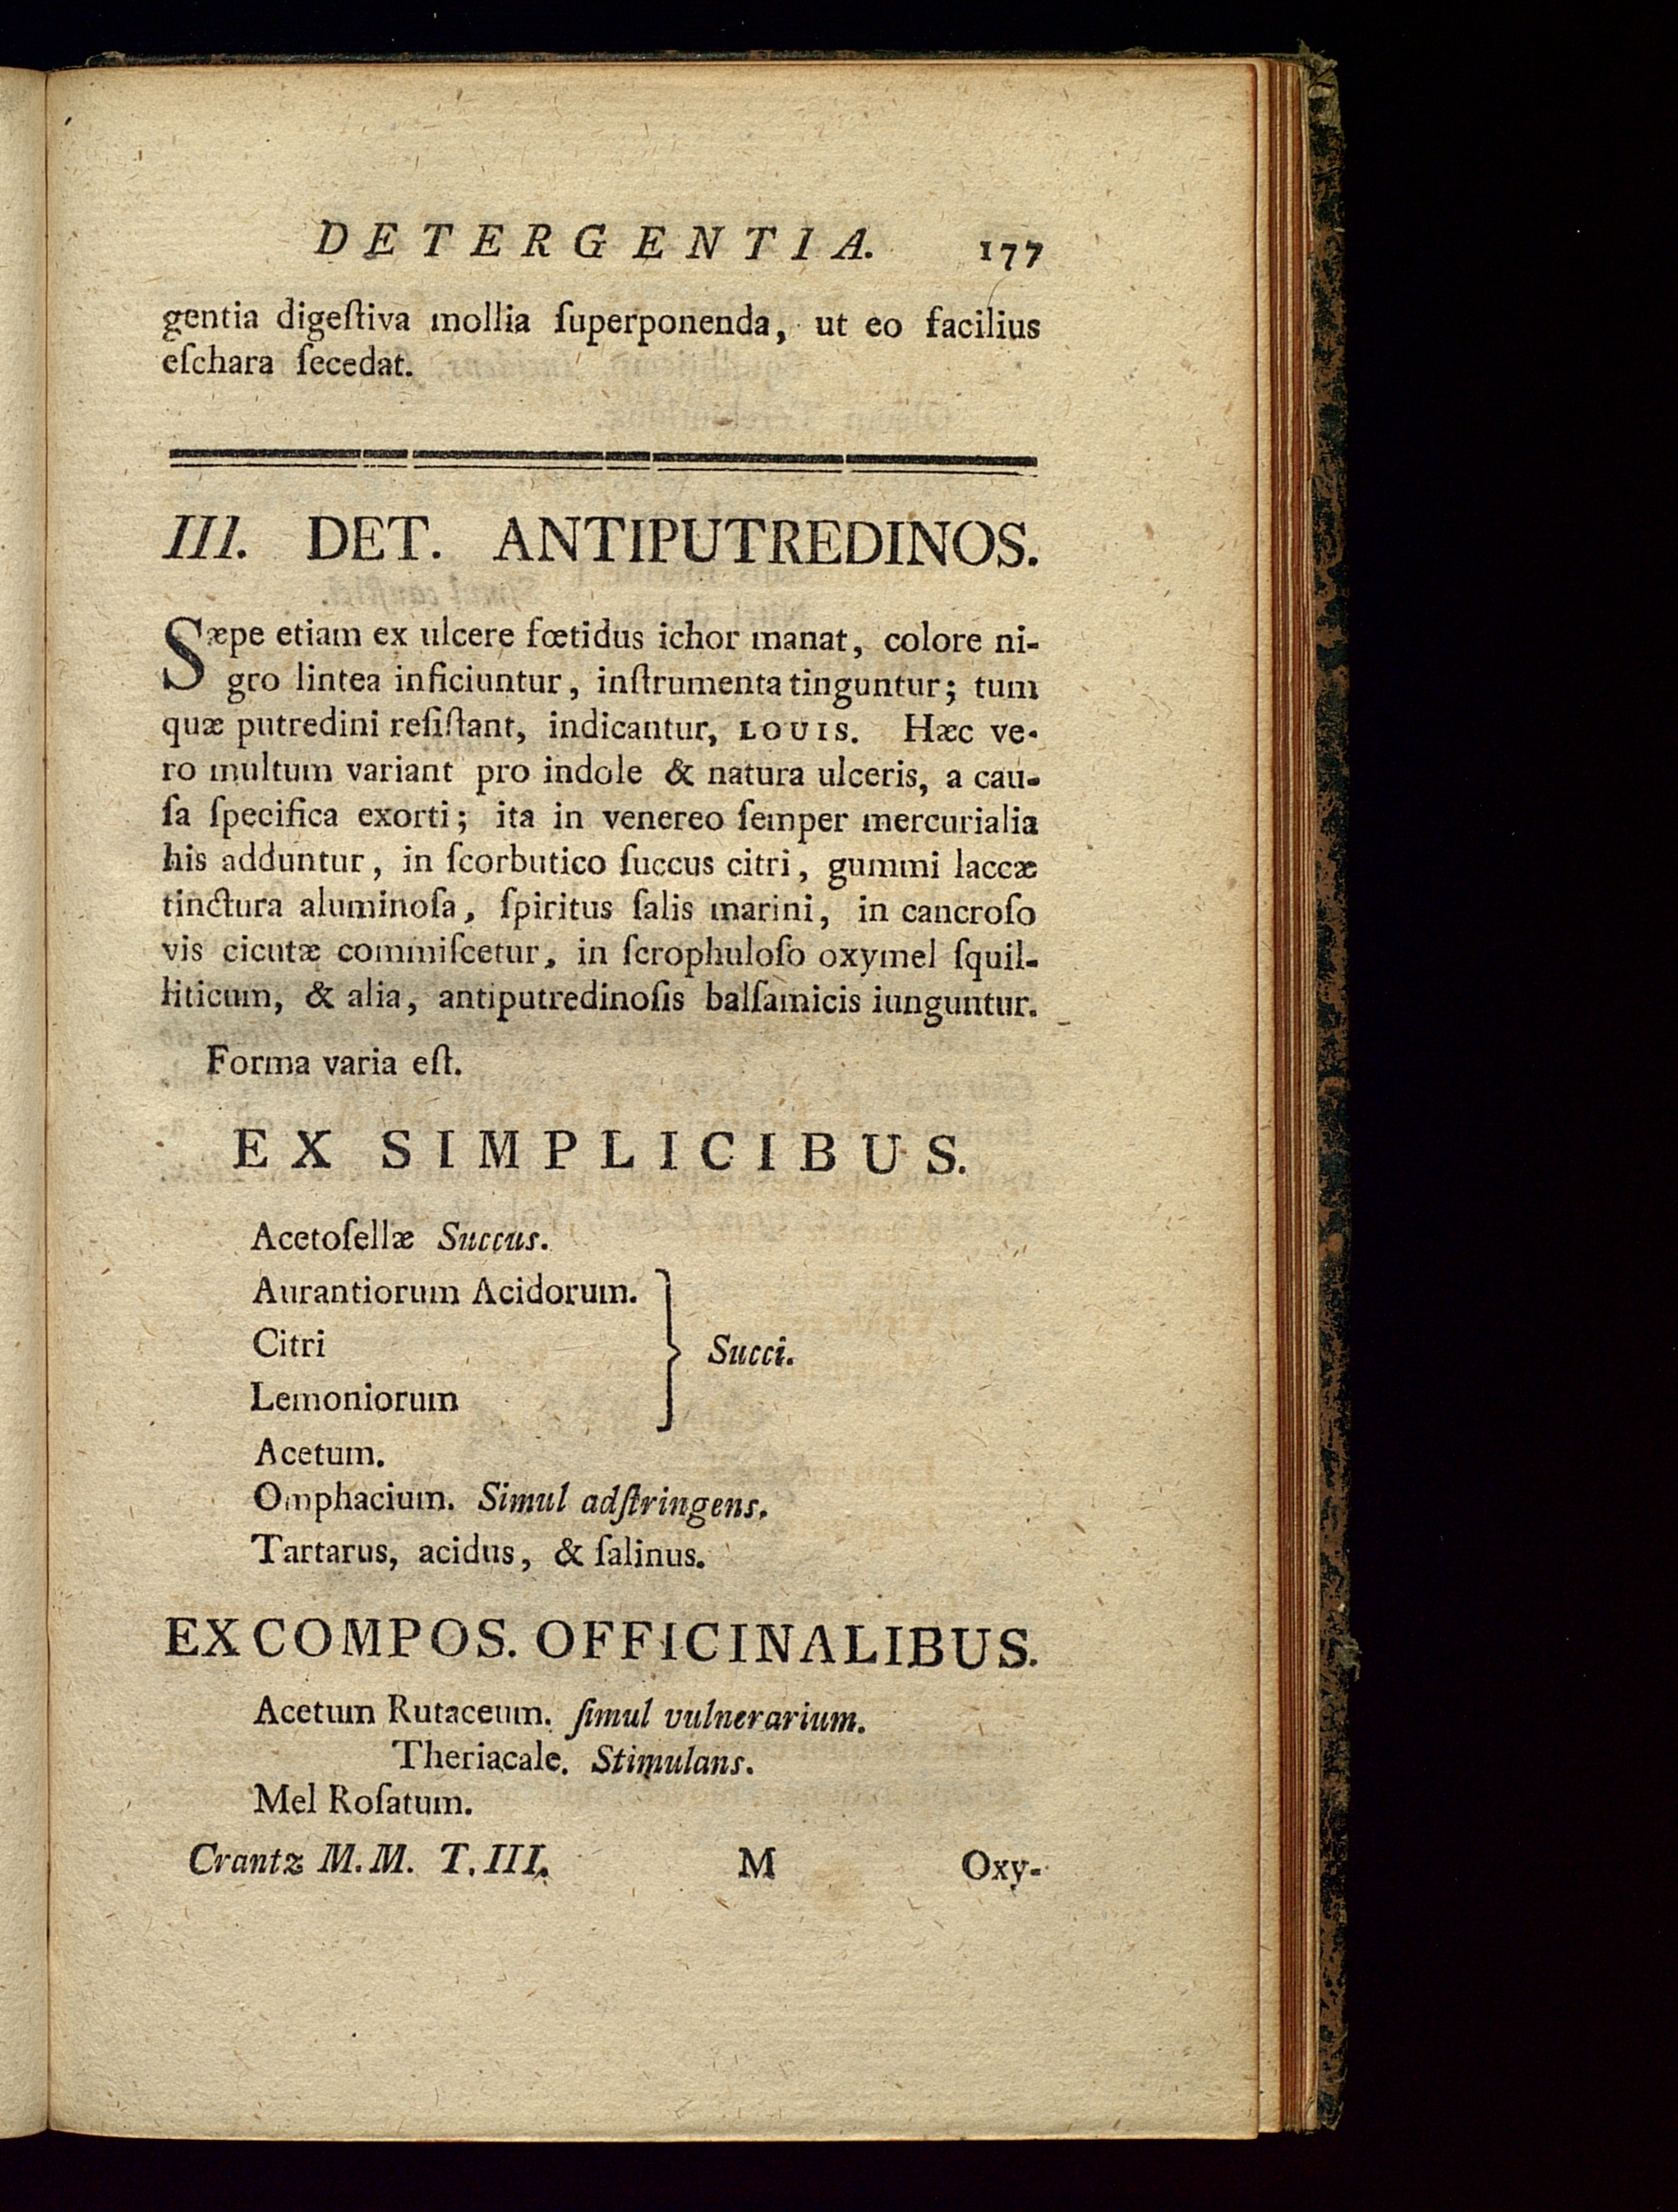 DETERGENTIA. 177
gentia digeſtiva mollia ſuperponenda, ut eo facilius
eſchara ſecedat.
III. DET. ANTIPUTREDINOS.
Sæpe etiam ex ulcere fœtidus ichor manat, colore ni-
gro lintea inficiuntur, inſtrumenta tinguntur; tum
quæ putredini reſiſtant, indicantur, LOUIS. Hæc ve-
ro multum variant pro indole & natura ulceris, a cau-
ſa ſpecifica exorti; ita in venereo ſemper mercurialia
his adduntur, in ſcorbutico ſuccus citri, gummi laccæ
tinctura aluminoſa, ſpiritus ſalis marini, in cancroſo
vis cicutæ commiſcetur, in ſcrophuloſo oxymel ſquil-
liticum, & alia, antiputredinoſis balſamicis iunguntur.
Forma varia eſt.
EX SIMPLICIBUS.
Acetoſellæ Succus.
Aurantiorum Acidorum.
Citri
Lemoniorum
Succi.
Acetum.
Omphacium. Simul adſtringens.
Tartarus, acidus, & ſalinus.
EX COMPOS. OFFICINALIBUS.
Acetum Rutaceum. ſimul vulnerarium.
Theriacale. Stimulans.
Mel Roſatum.
Crantz M. M. T. III. M Oxy-